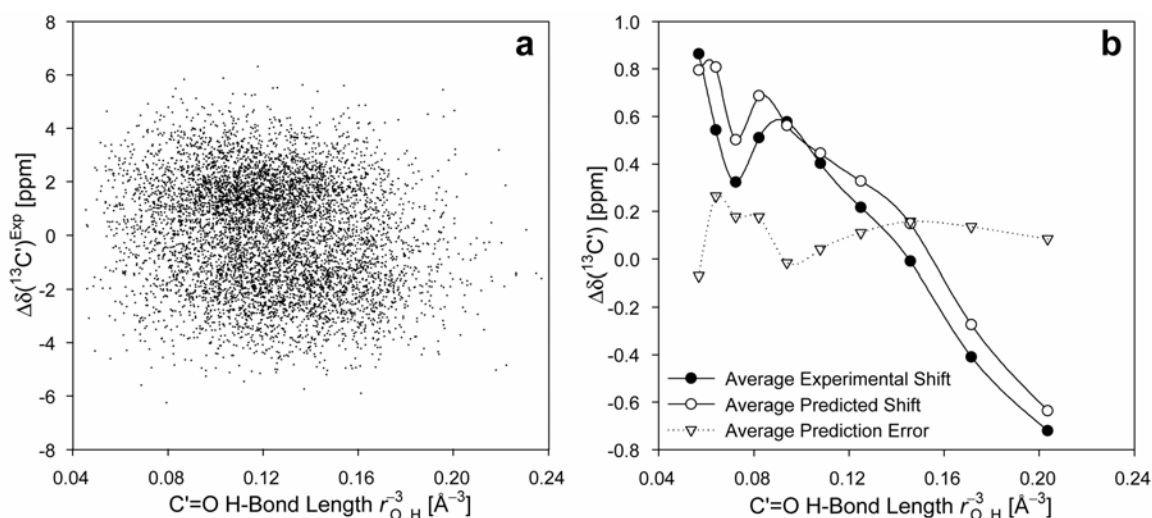 a
8
6
4
2
0
-2
-4
-6
-8
Δδ(¹³C')ᴱˣᵖ [ppm]
0.04 0.08 0.12 0.16 0.20 0.24
C'=O H-Bond Length r⁻³O_H [Å⁻³]
b
1.0
0.8
0.6
0.4
0.2
0.0
-0.2
-0.4
-0.6
-0.8
Δδ(¹³C') [ppm]
Average Experimental Shift
Average Predicted Shift
Average Prediction Error
0.04 0.08 0.12 0.16 0.20 0.24
C'=O H-Bond Length r⁻³O_H [Å⁻³]